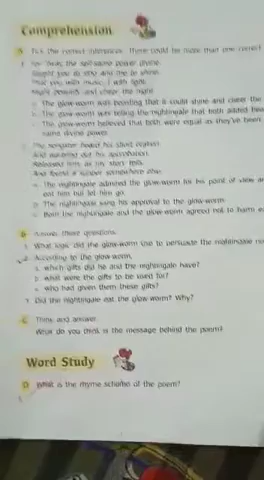 Comprehension
A Tick the correct inferences. There could be more than one correct
1 For 'twas the self-same power divine
Taught you to sing and me to shine,
That you with music, I with light,
Might beautify and cheer the night.
a The glow-worm was boasting that it could shine and cheer the
b The glow-worm was telling the nightingale that both added
c The glow-worm believed that both were equal as they've been
same divine power.
2 The songster heard his short oration
And warbling out his approbation,
Released him, as my story tells,
And found a supper somewhere else.
a The nightingale admired the glow-worm for his point of view
eat him but let him go.
b The nightingale sang his approval to the glow-worm.
c Both the nightingale and the glow-worm agreed not to harm
B Answer these questions.
1 What logic did the glow-worm use to persuade the nightingale
2 According to the glow-worm,
a which gifts did he and the nightingale have?
b what were the gifts to be used for?
c who had given them these gifts?
3 Did the nightingale eat the glow-worm? Why?
C Think and answer.
What do you think is the message behind the poem?
Word Study
D What is the rhyme scheme of the poem?